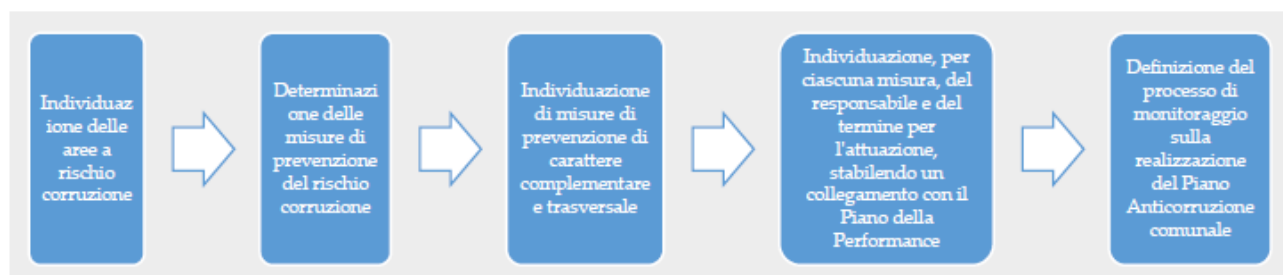 Individuaz
ione delle
aree a
rischio
corruzione
Determinazi
one delle
misure di
prevenzione
del rischio
corruzione
Individuazione
di misure di
prevenzione di
carattere
complementare
e trasversale
Individuazione, per
ciascuna misura, del
responsabile e del
termine per
l'attuazione,
stabilendo un
collegamento con il
Piano della
Performance
Definizione del
processo di
monitoraggio
sulla
realizzazione
del Piano
Anticorruzione
comunale